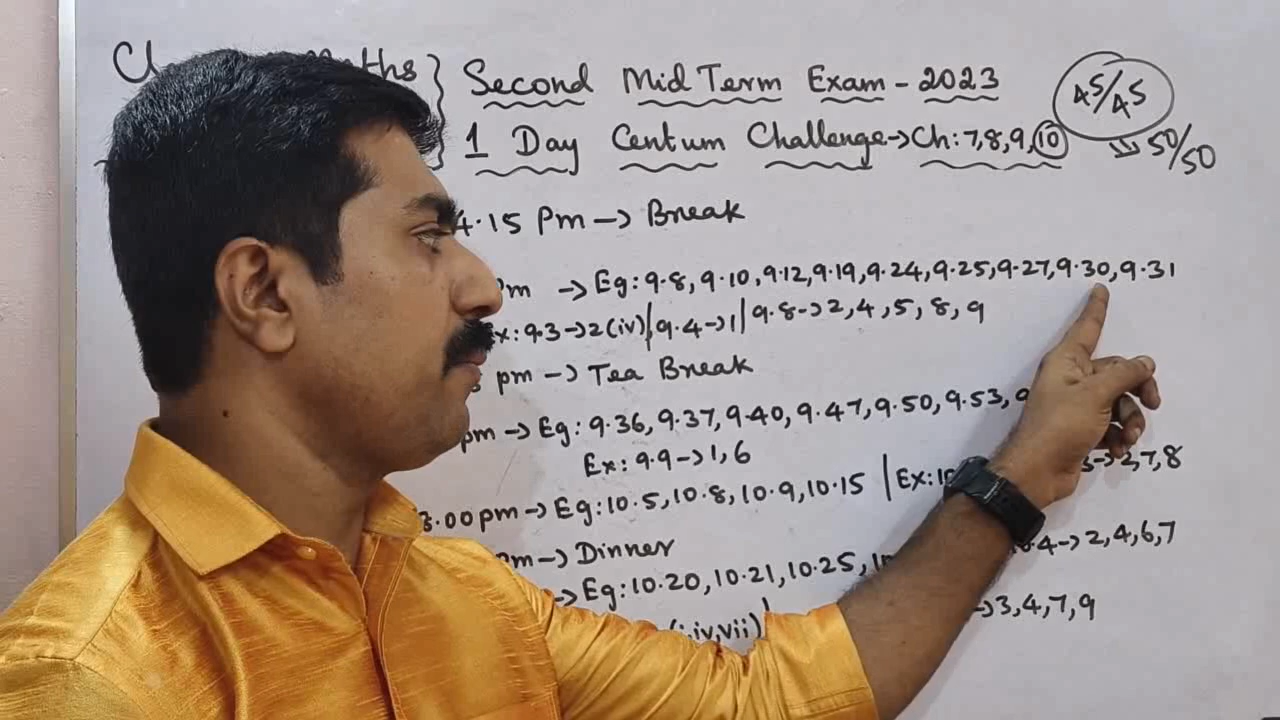 Second Mid Term Exam - 2023
45/45
1 Day Centum Challenge → Ch: 7,8,9,10
→ 50/50
4.15 Pm → Break
pm → Eg: 9.8, 9.10, 9.12, 9.19, 9.24, 9.25, 9.27, 9.30, 9.31
Ex: 9.3 → 2(iv) | 9.4 → 1 | 9.8 → 2, 4, 5, 8, 9
pm → Tea Break
pm → Eg: 9.36, 9.37, 9.40, 9.47, 9.50, 9.53,
Ex: 9.9 → 1, 6
8.00 pm → Eg: 10.5, 10.8, 10.9, 10.15 | Ex: → 2, 7, 8
pm → Dinner
→ Eg: 10.20, 10.21, 10.25, → 2, 4, 6, 7
(i, iv, vii) | → 3, 4, 7, 9